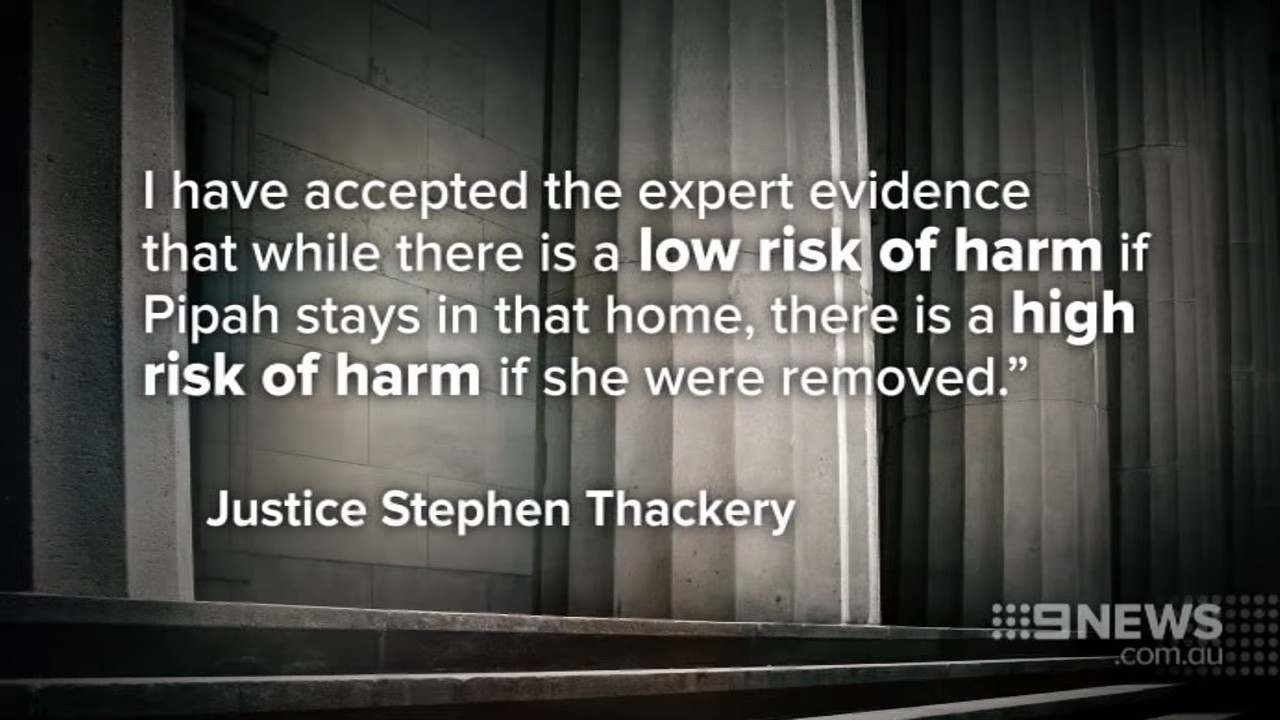 I have accepted the expert evidence
that while there is a low risk of harm if
Pipah stays in that home, there is a high
risk of harm if she were removed.”
Justice Stephen Thackery
9NEWS
.com.au